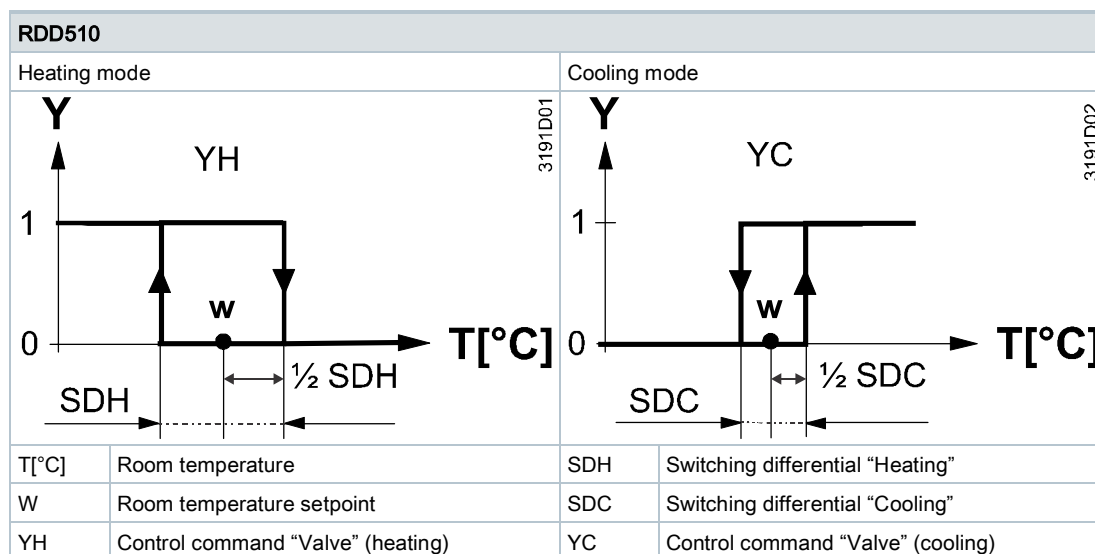 RDD510
Heating mode
Cooling mode
Y
YH
3191D01
1
W
0
T[°C]
½ SDH
SDH
Y
YC
3191D02
1
W
0
T[°C]
½ SDC
SDC
T[°C] Room temperature SDH Switching differential “Heating”
W Room temperature setpoint SDC Switching differential “Cooling”
YH Control command “Valve” (heating) YC Control command “Valve” (cooling)